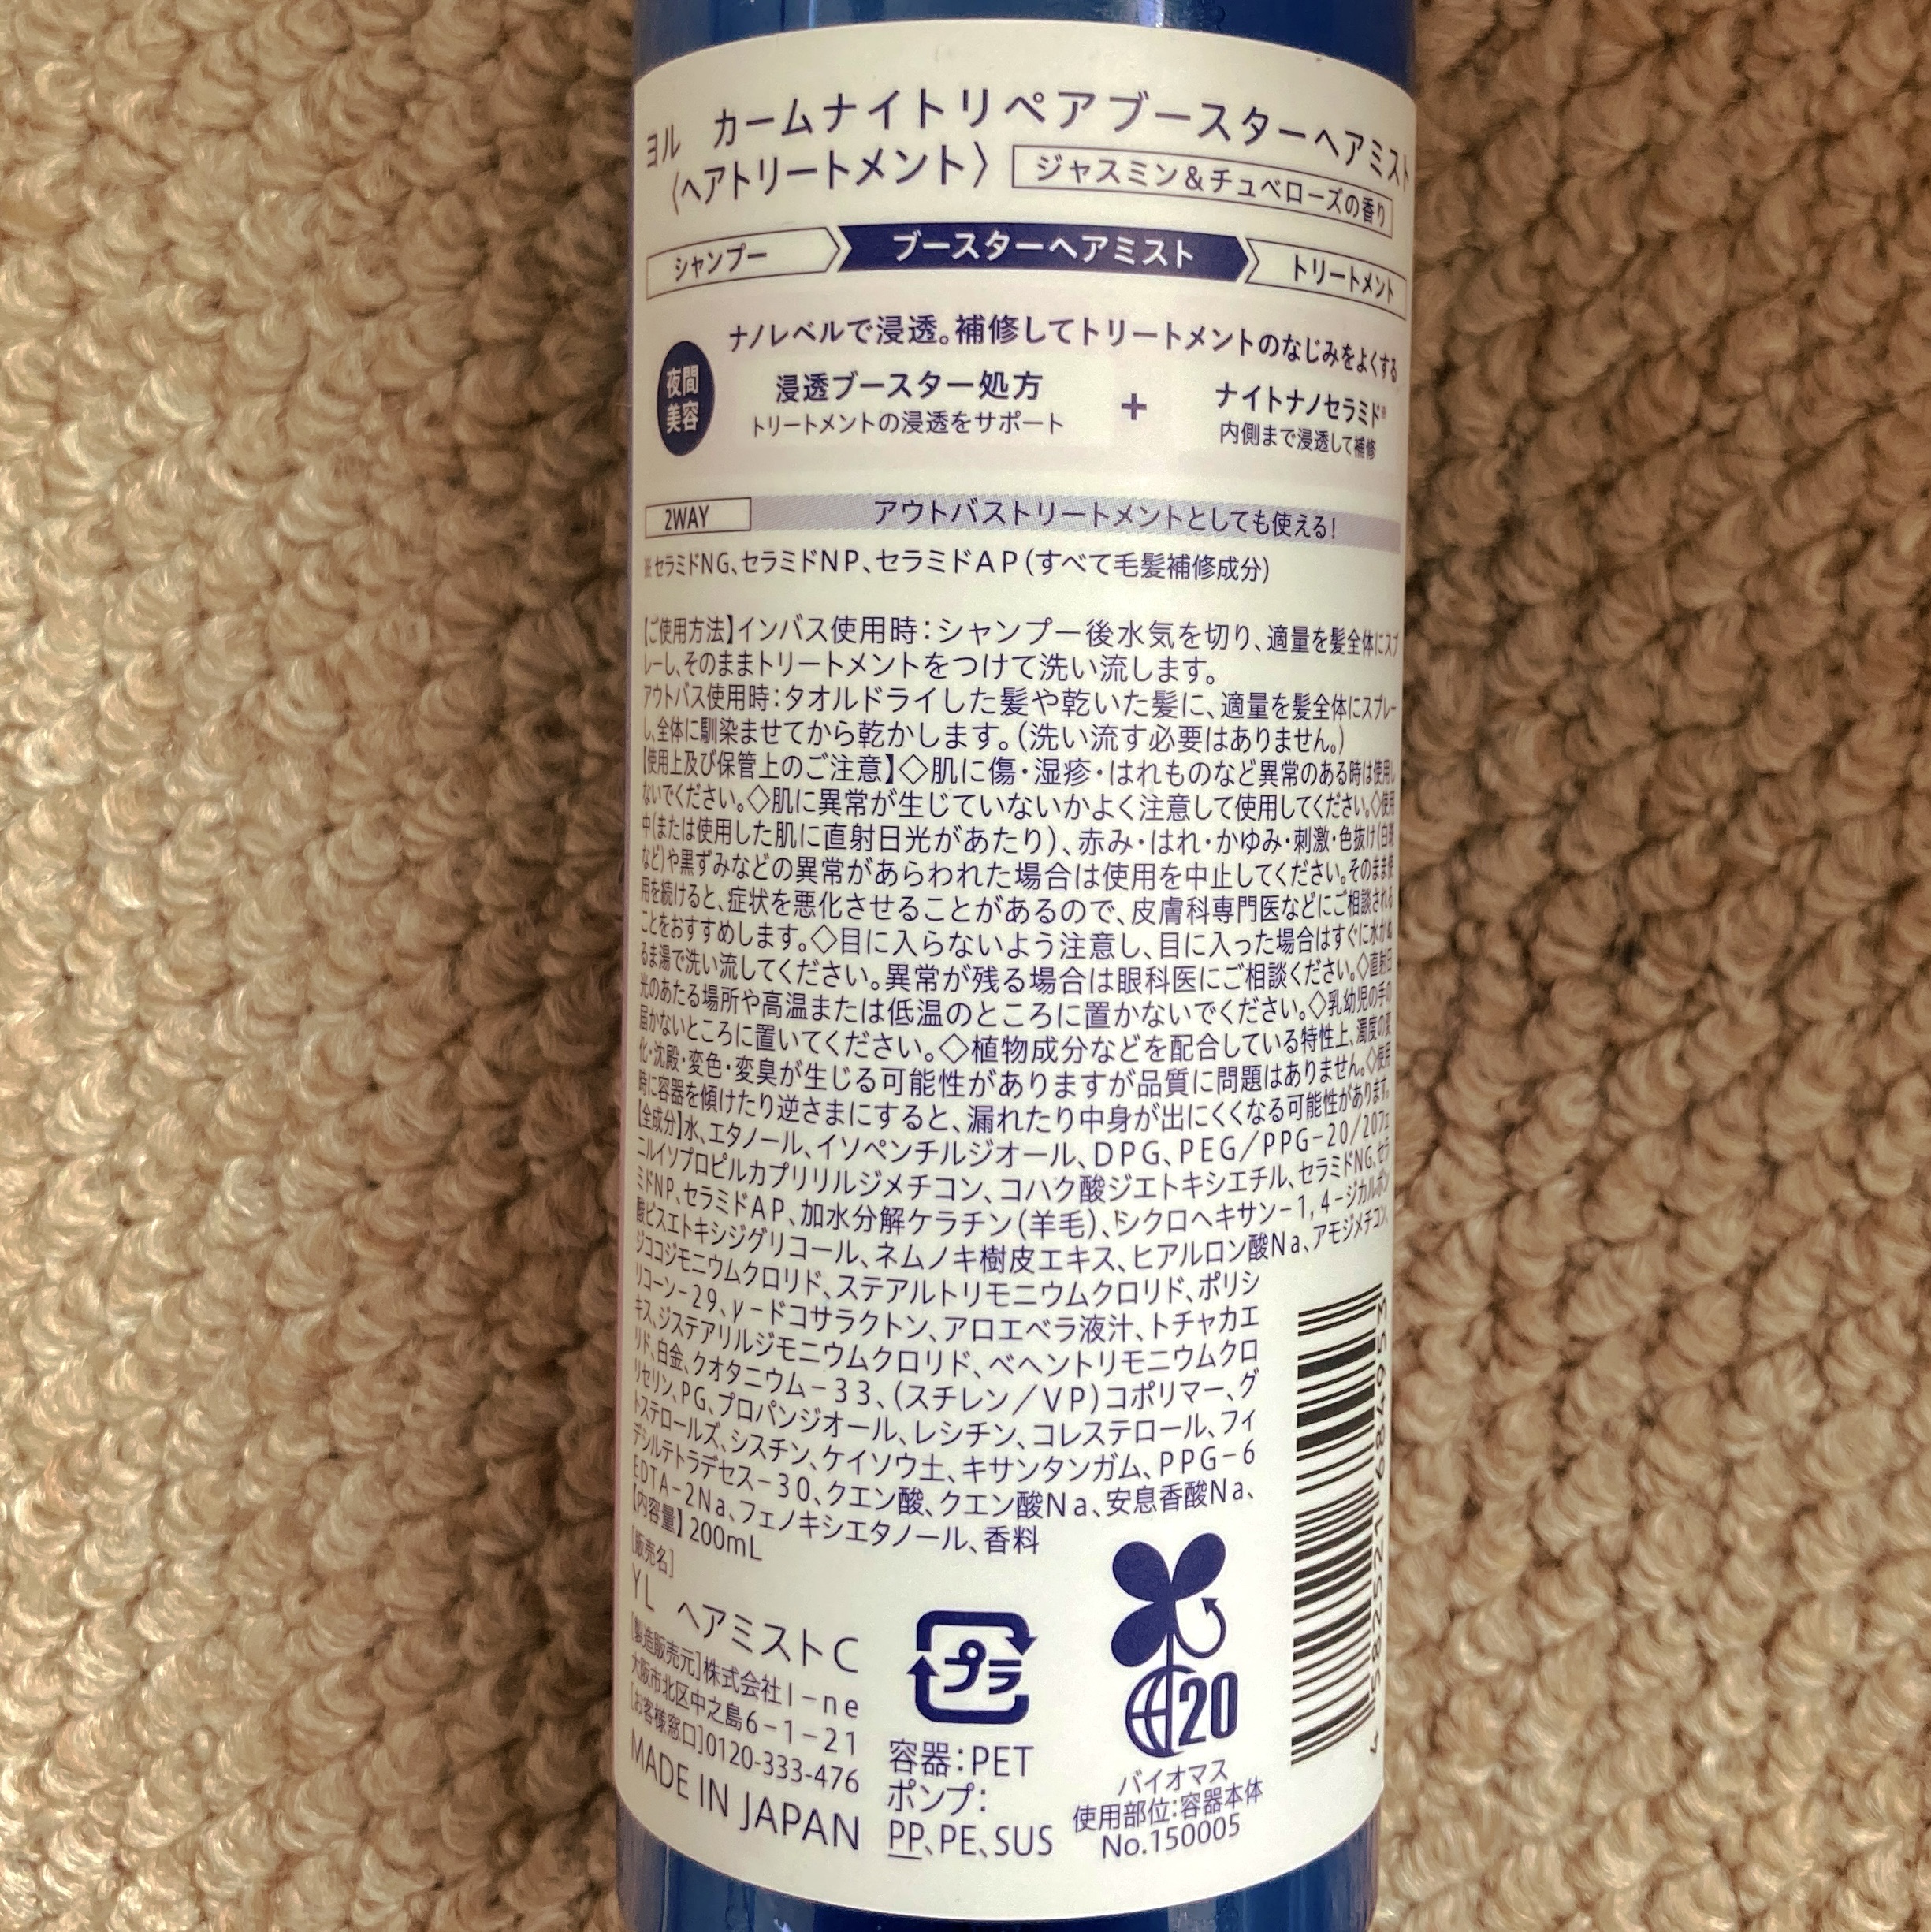 ヨル カームナイトリペアブースターヘアミスト
〈ヘアトリートメント〉 ジャスミン&チュベローズの香り
シャンプー ブースターヘアミスト トリートメント
夜間
美容
ナノレベルで浸透。補修してトリートメントのなじみをよくする
浸透ブースター処方 + ナイトナノセラミド※
トリートメントの浸透をサポート 内側まで浸透して補修
2WAY アウトバストリートメントとしても使える!
※セラミドNG、セラミドNP、セラミドAP(すべて毛髪補修成分)
【ご使用方法】インバス使用時:シャンプー後水気を切り、適量を髪全体にスプ
レーし、そのままトリートメントをつけて洗い流します。
アウトバス使用時:タオルドライした髪や乾いた髪に、適量を髪全体にスプレー
し、全体に馴染ませてから乾かします。(洗い流す必要はありません。)
【使用上及び保管上のご注意】◇肌に傷・湿疹・はれものなど異常のある時は使用し
ないでください。◇肌に異常が生じていないかよく注意して使用してください。◇使用
中(または使用した肌に直射日光があたり)、赤み・はれ・かゆみ・刺激・色抜け(白斑
など)や黒ずみなどの異常があらわれた場合は使用を中止してください。そのまま使
用を続けると、症状を悪化させることがあるので、皮膚科専門医などにご相談される
ことをおすすめします。◇目に入らないよう注意し、目に入った場合はすぐに水かぬ
るま湯で洗い流してください。異常が残る場合は眼科医にご相談ください。◇直射日
光のあたる場所や高温または低温のところに置かないでください。◇乳幼児の手の
届かないところに置いてください。◇植物成分などを配合している特性上、濁度の変
化・沈殿・変色・変臭が生じる可能性がありますが品質に問題はありません。◇使用
時に容器を傾けたり逆さまにすると、漏れたり中身が出にくくなる可能性があります。
【全成分】水、エタノール、イソペンチルジオール、DPG、PEG/PPG-20/20フェ
ニルイソプロピルカプリリルジメチコン、コハク酸ジエトキシエチル、セラミドNG、セラ
ミドNP、セラミドAP、加水分解ケラチン(羊毛)、シクロヘキサン-1,4-ジカルボン
酸ビスエトキシジグリコール、ネムノキ樹皮エキス、ヒアルロン酸Na、アモジメチコン、
ジココジモニウムクロリド、ステアルトリモニウムクロリド、ポリシ
リコーン-29、γ-ドコサラクトン、アロエベラ液汁、トチャカエ
キス、ジステアリルジモニウムクロリド、ベヘントリモニウムクロ
リド、白金、クオタニウム-33、(スチレン/VP)コポリマー、グ
リセリン、PG、プロパンジオール、レシチン、コレステロール、フィ
トステロールズ、シスチン、ケイソウ土、キサンタンガム、PPG-6
デシルテトラデセス-30、クエン酸、クエン酸Na、安息香酸Na、
EDTA-2Na、フェノキシエタノール、香料
【内容量】200mL
[販売名]
YL ヘアミストC
[製造販売元]株式会社I-ne
大阪市北区中之島6-1-21
[お客様窓口]0120-333-476
MADE IN JAPAN
プラ
容器:PET
ポンプ:
PP、PE、SUS
20
バイオマス
使用部位:容器本体
No.150005
4 582521 684953